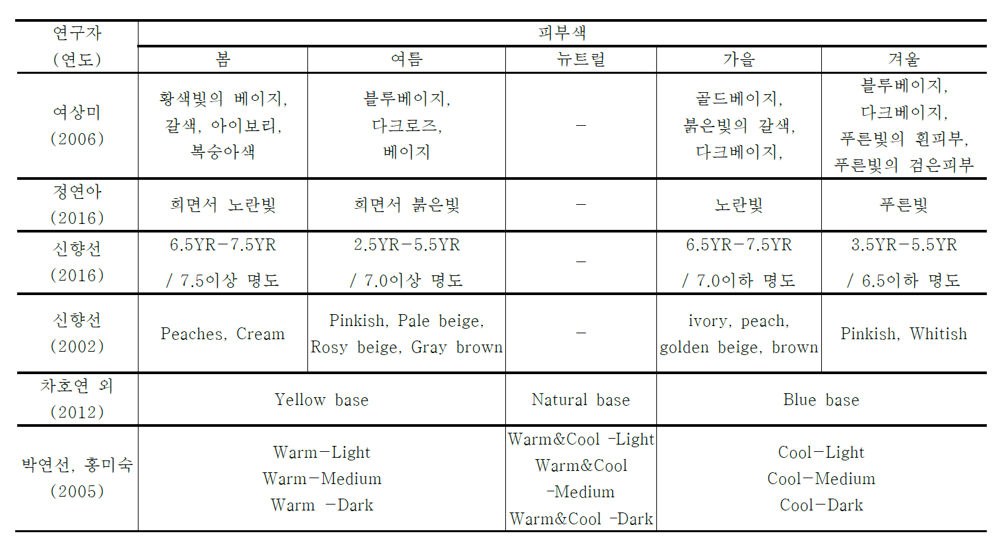 연구자
(연도)
피부색
봄
여름
뉴트럴
가을
겨울
여상미
(2006)
황색빛의 베이지,
갈색, 아이보리,
복숭아색
블루베이지,
다크로즈,
베이지
-
골드베이지,
붉은빛의 갈색,
다크베이지,
블루베이지,
다크베이지,
푸른빛의 흰피부,
푸른빛의 검은피부
정연아
(2016)
희면서 노란빛
희면서 붉은빛
-
노란빛
푸른빛
신향선
(2016)
6.5YR-7.5YR
/ 7.5이상 명도
2.5YR-5.5YR
/ 7.0이상 명도
-
6.5YR-7.5YR
/ 7.0이하 명도
3.5YR-5.5YR
/ 6.5이하 명도
신향선
(2002)
Peaches, Cream
Pinkish, Pale beige,
Rosy beige, Gray brown
-
ivory, peach,
golden beige, brown
Pinkish, Whitish
차호연 외
(2012)
Yellow base
Natural base
Blue base
박연선, 홍미숙
(2005)
Warm-Light
Warm-Medium
Warm -Dark
Warm&Cool -Light
Warm&Cool
-Medium
Warm&Cool -Dark
Cool-Light
Cool-Medium
Cool-Dark